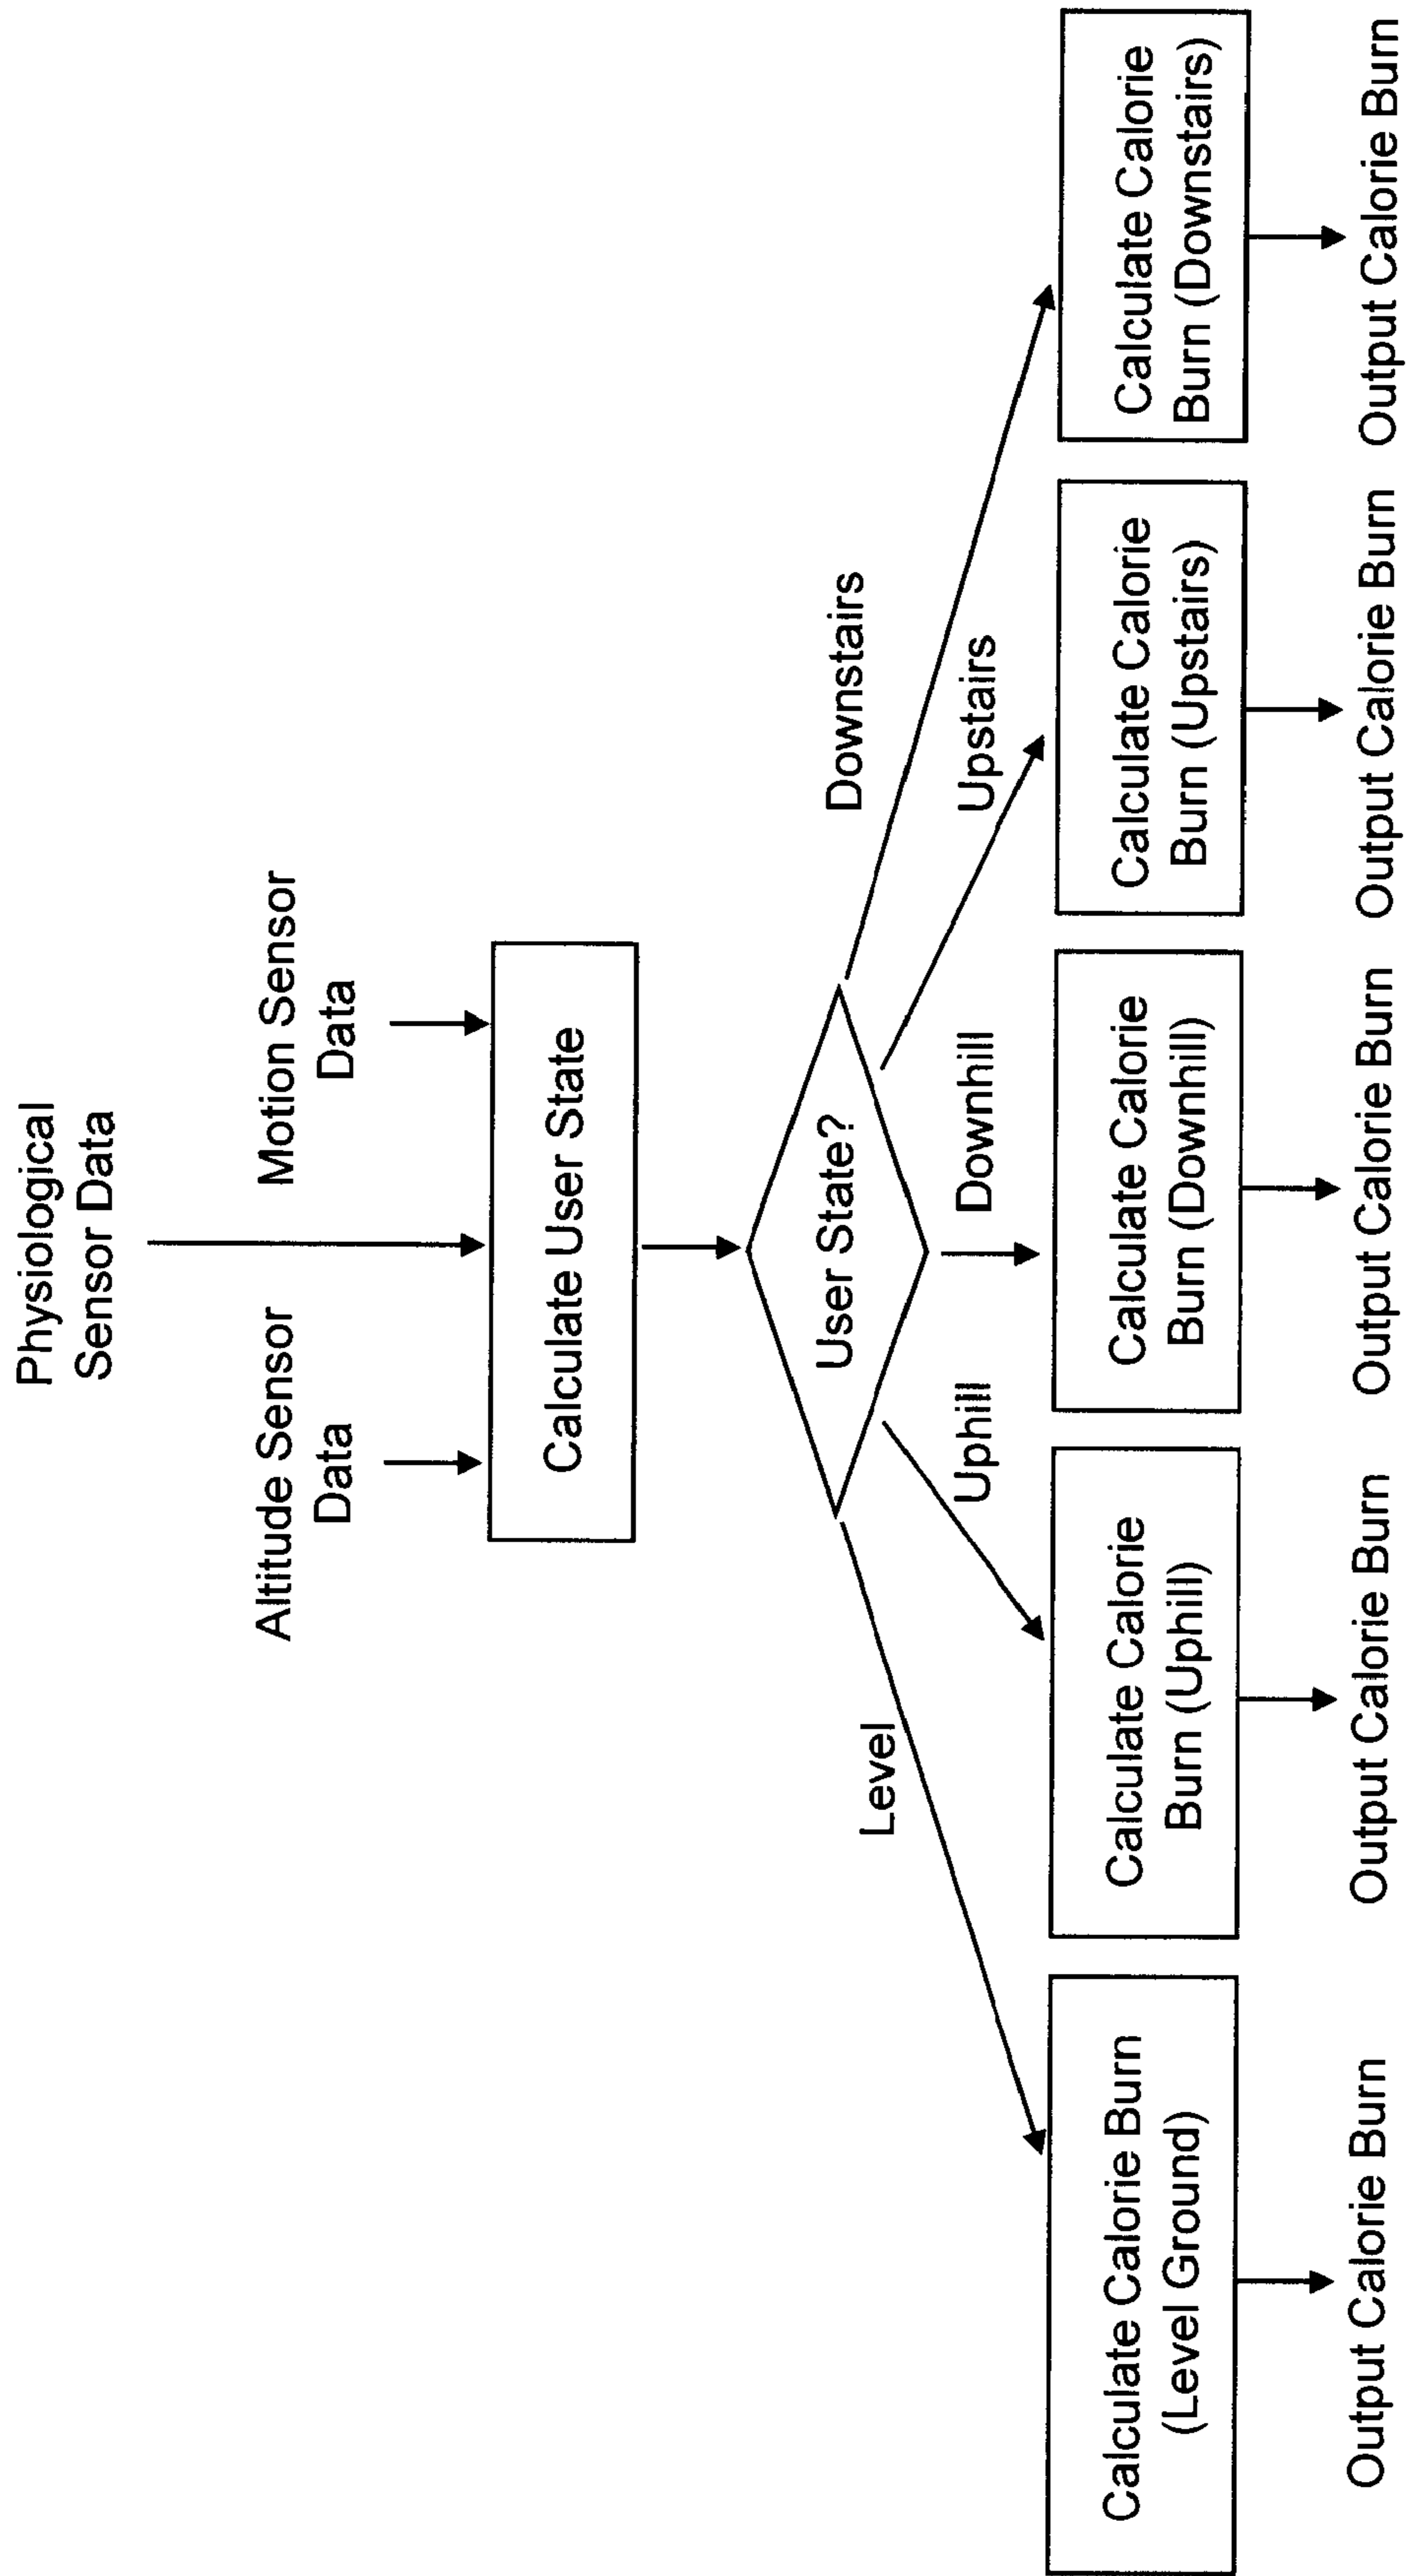 Physiological
Sensor Data
Altitude Sensor
Data
Motion Sensor
Data
Calculate User State
User State?
Level
Uphill
Downhill
Upstairs
Downstairs
Calculate Calorie Burn
(Level Ground)
Calculate Calorie
Burn (Uphill)
Calculate Calorie
Burn (Downhill)
Calculate Calorie
Burn (Upstairs)
Calculate Calorie
Burn (Downstairs)
Output Calorie Burn
Output Calorie Burn
Output Calorie Burn
Output Calorie Burn
Output Calorie Burn